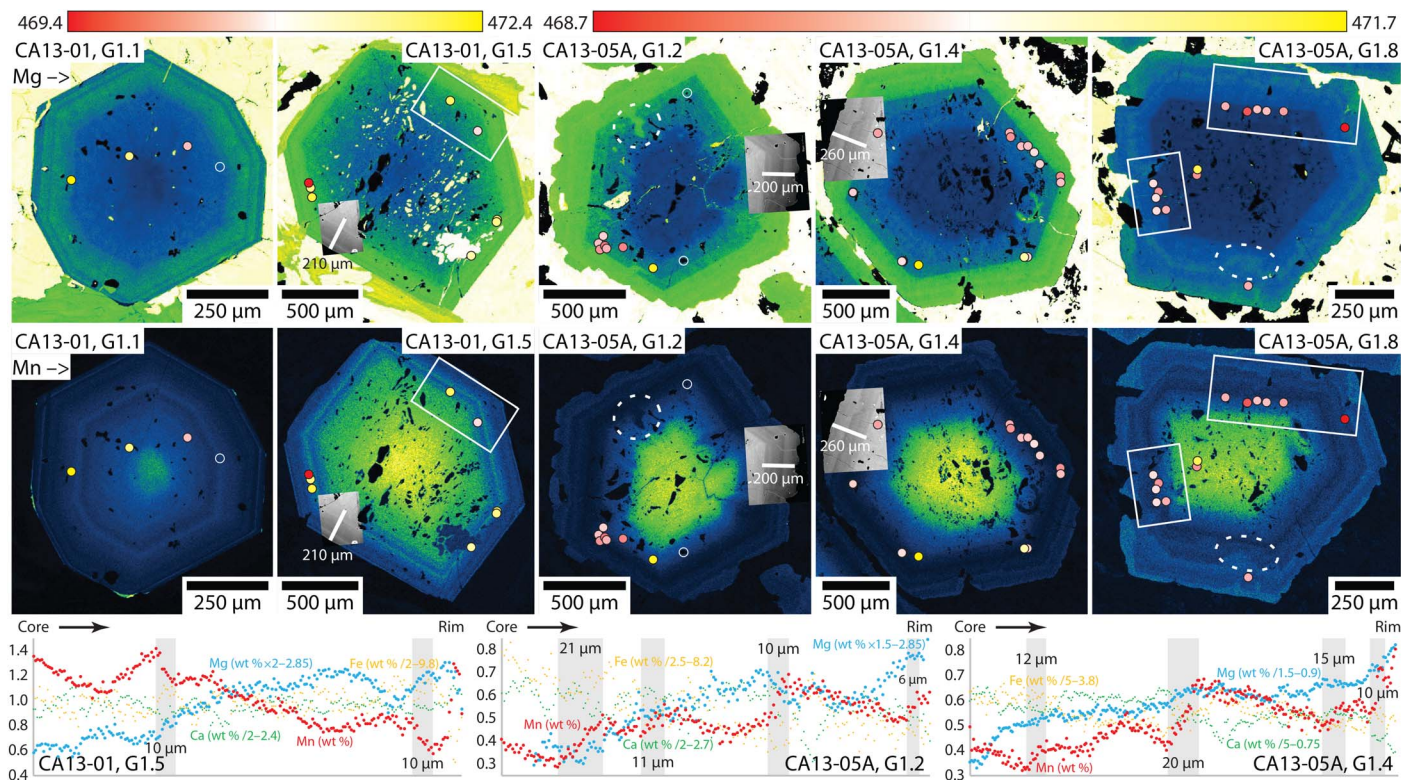 469.4 472.4 468.7 471.7
CA13-01, G1.1 CA13-01, G1.5 CA13-05A, G1.2 CA13-05A, G1.4 CA13-05A, G1.8
Mg –>
260 µm
200 µm
210 µm
250 µm 500 µm 500 µm 500 µm 250 µm
CA13-01, G1.1 CA13-01, G1.5 CA13-05A, G1.2 CA13-05A, G1.4 CA13-05A, G1.8
Mn –>
260 µm
200 µm
210 µm
250 µm 500 µm 500 µm 500 µm 250 µm
Core Rim
1.4
1.2
1.0
0.8
0.6
0.4
10 µm
Mg (wt % ×2–2.85)
Fe (wt % /2–9.8)
Ca (wt % /2–2.4)
Mn (wt %)
10 µm
CA13-01, G1.5
Core Rim
0.8
0.7
0.6
0.5
0.4
0.3
21 µm
10 µm
Mg (wt % ×1.5–2.85)
Fe (wt % /2.5–8.2)
6 µm
Mn (wt %)
Ca (wt % /2–2.7)
11 µm
CA13-05A, G1.2
Core Rim
0.8
0.7
0.6
0.5
0.4
0.3
12 µm
15 µm
Fe (wt % /5–3.8)
Mg (wt % /1.5–0.9)
10 µm
Ca (wt % /5–0.75
Mn (wt %)
20 µm
CA13-05A, G1.4